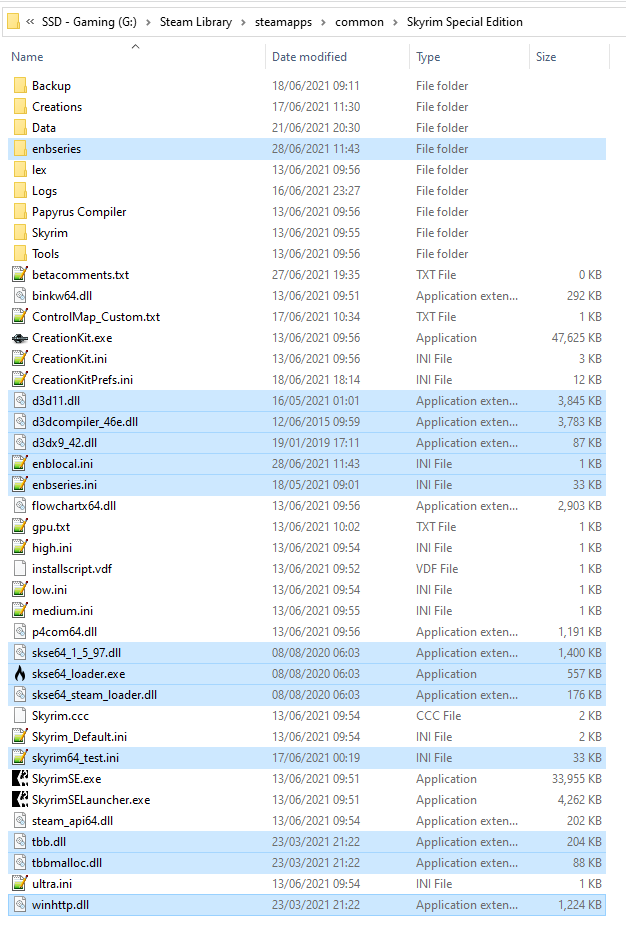 « SSD - Gaming (G:) > Steam Library > steamapps > common > Skyrim Special Edition
Name Date modified Type Size
Backup 18/06/2021 09:11 File folder
Creations 17/06/2021 11:30 File folder
Data 21/06/2021 20:30 File folder
enbseries 28/06/2021 11:43 File folder
lex 13/06/2021 09:56 File folder
Logs 16/06/2021 23:27 File folder
Papyrus Compiler 13/06/2021 09:56 File folder
Skyrim 13/06/2021 09:55 File folder
Tools 13/06/2021 09:56 File folder
betacomments.txt 27/06/2021 19:35 TXT File 0 KB
binkw64.dll 13/06/2021 09:51 Application exten... 292 KB
ControlMap_Custom.txt 17/06/2021 10:34 TXT File 1 KB
CreationKit.exe 13/06/2021 09:56 Application 47,625 KB
CreationKit.ini 13/06/2021 09:56 INI File 3 KB
CreationKitPrefs.ini 18/06/2021 18:14 INI File 12 KB
d3d11.dll 16/05/2021 01:01 Application exten... 3,845 KB
d3dcompiler_46e.dll 12/06/2015 09:59 Application exten... 3,783 KB
d3dx9_42.dll 19/01/2019 17:11 Application exten... 87 KB
enblocal.ini 28/06/2021 11:43 INI File 1 KB
enbseries.ini 18/05/2021 09:01 INI File 33 KB
flowchartx64.dll 13/06/2021 09:56 Application exten... 2,903 KB
gpu.txt 13/06/2021 10:02 TXT File 1 KB
high.ini 13/06/2021 09:54 INI File 1 KB
installscript.vdf 13/06/2021 09:52 VDF File 1 KB
low.ini 13/06/2021 09:54 INI File 1 KB
medium.ini 13/06/2021 09:55 INI File 1 KB
p4com64.dll 13/06/2021 09:56 Application exten... 1,191 KB
skse64_1_5_97.dll 08/08/2020 06:03 Application exten... 1,400 KB
skse64_loader.exe 08/08/2020 06:03 Application 557 KB
skse64_steam_loader.dll 08/08/2020 06:03 Application exten... 176 KB
Skyrim.ccc 13/06/2021 09:54 CCC File 2 KB
Skyrim_Default.ini 13/06/2021 09:54 INI File 2 KB
skyrim64_test.ini 17/06/2021 00:19 INI File 33 KB
SkyrimSE.exe 13/06/2021 09:51 Application 33,955 KB
SkyrimSELauncher.exe 13/06/2021 09:51 Application 4,262 KB
steam_api64.dll 13/06/2021 09:54 Application exten... 202 KB
tbb.dll 23/03/2021 21:22 Application exten... 204 KB
tbbmalloc.dll 23/03/2021 21:22 Application exten... 88 KB
ultra.ini 13/06/2021 09:54 INI File 1 KB
winhttp.dll 23/03/2021 21:22 Application exten... 1,224 KB